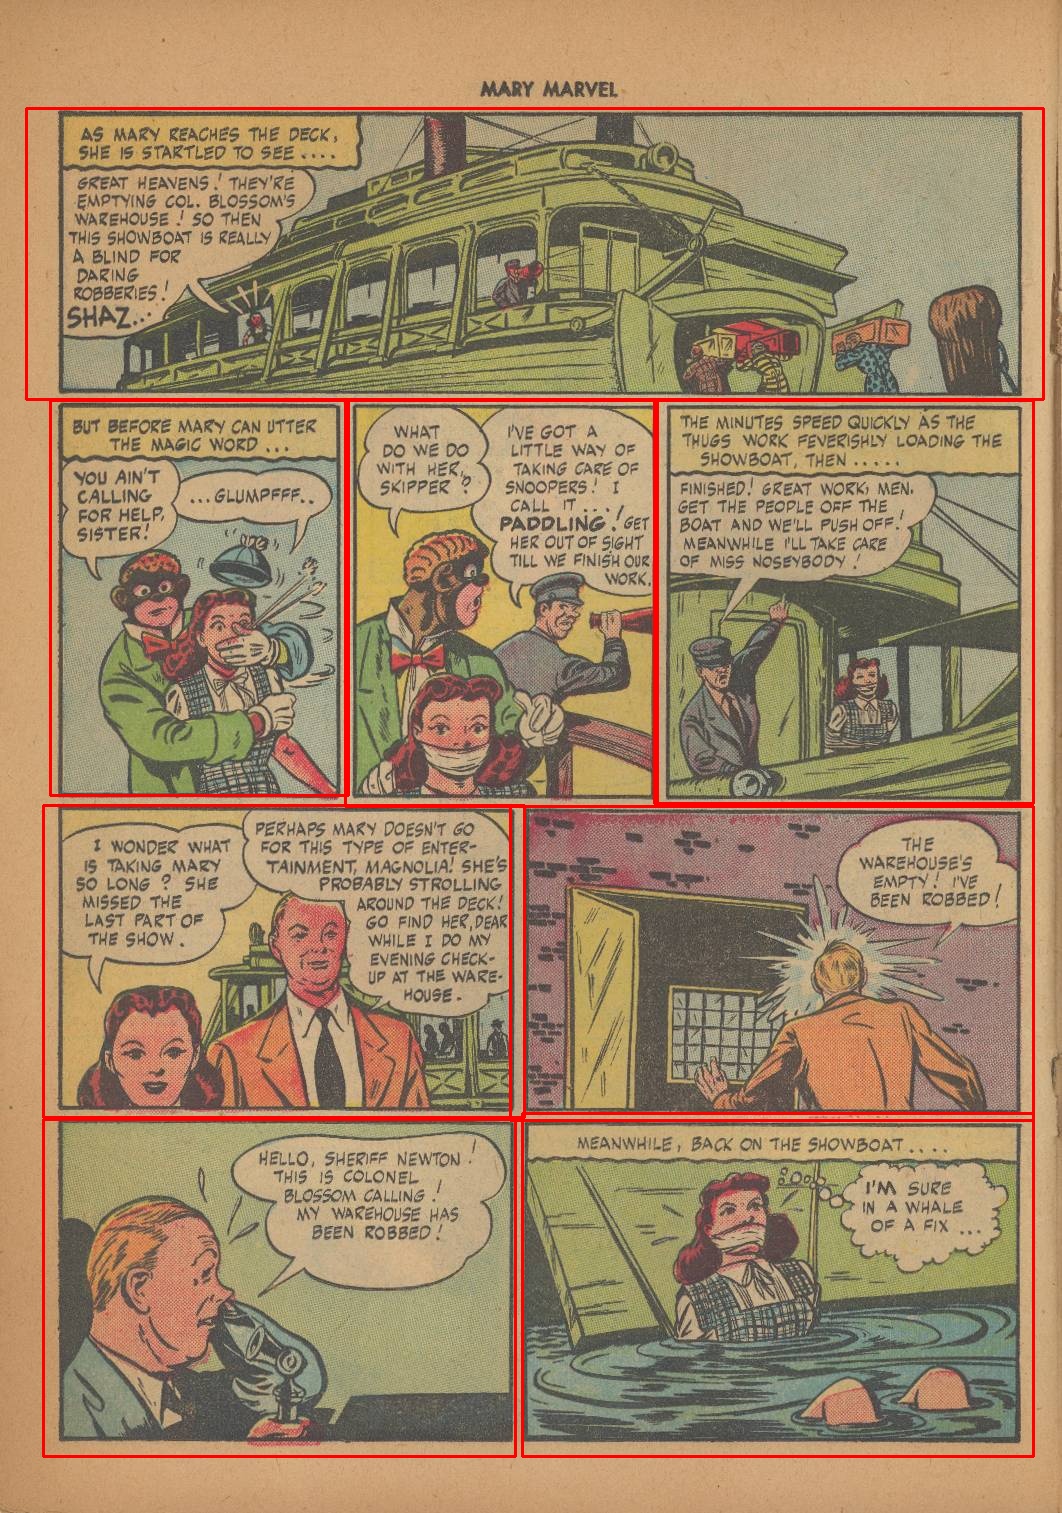 MARY MARVEL
AS MARY REACHES THE DECK,
SHE IS STARTLED TO SEE....
GREAT HEAVENS! THEY'RE
EMPTYING COL. BLOSSOM'S
WAREHOUSE! SO THEN
THIS SHOWBOAT IS REALLY
A BLIND FOR
DARING
ROBBERIES!
SHAZ...
BUT BEFORE MARY CAN UTTER
THE MAGIC WORD...
YOU AIN'T
CALLING
FOR HELP,
SISTER!
...GLUMPFFF..
WHAT
DO WE DO
WITH HER,
SKIPPER?
I'VE GOT A
LITTLE WAY OF
TAKING CARE OF
SNOOPERS! I
CALL IT...
PADDLING! GET
HER OUT OF SIGHT
TILL WE FINISH OUR
WORK.
THE MINUTES SPEED QUICKLY AS THE
THUGS WORK FEVERISHLY LOADING THE
SHOWBOAT, THEN.....
FINISHED! GREAT WORK, MEN.
GET THE PEOPLE OFF THE
BOAT AND WE'LL PUSH OFF!
MEANWHILE I'LL TAKE CARE
OF MISS NOSEYBODY!
I WONDER WHAT
IS TAKING MARY
SO LONG? SHE
MISSED THE
LAST PART OF
THE SHOW.
PERHAPS MARY DOESN'T GO
FOR THIS TYPE OF ENTER-
TAINMENT, MAGNOLIA! SHE'S
PROBABLY STROLLING
AROUND THE DECK!
GO FIND HER, DEAR
WHILE I DO MY
EVENING CHECK-
UP AT THE WARE-
HOUSE.
THE
WAREHOUSE'S
EMPTY! I'VE
BEEN ROBBED!
HELLO, SHERIFF NEWTON!
THIS IS COLONEL
BLOSSOM CALLING!
MY WAREHOUSE HAS
BEEN ROBBED!
MEANWHILE, BACK ON THE SHOWBOAT....
I'M SURE
IN A WHALE
OF A FIX...